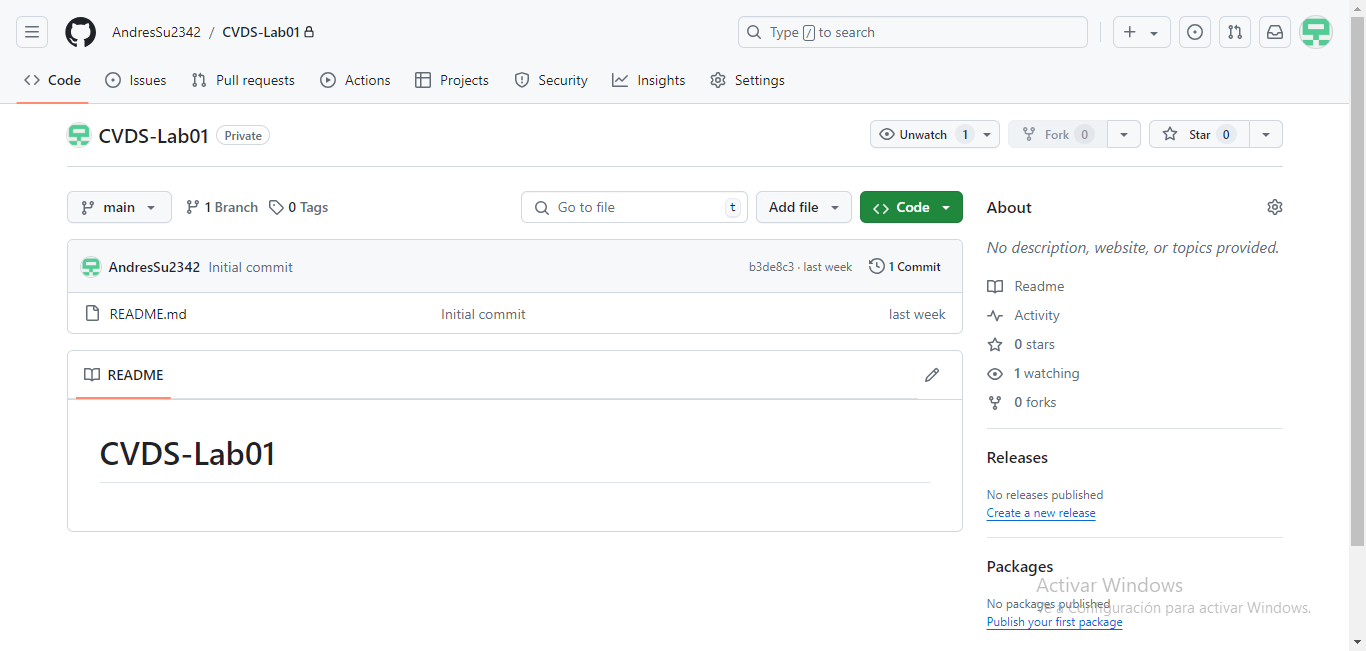 AndresSu2342 / CVDS-Lab01
Type / to search
Code Issues Pull requests Actions Projects Security Insights Settings
CVDS-Lab01 Private
Unwatch 1 Fork 0 Star 0
main 1 Branch 0 Tags
Go to file t Add file Code
AndresSu2342 Initial commit b3de8c3 · last week 1 Commit
README.md Initial commit last week
README
CVDS-Lab01
About
No description, website, or topics provided.
Readme
Activity
0 stars
1 watching
0 forks
Releases
No releases published
Create a new release
Packages
No packages published
Publish your first package
Activar Windows
Ve a Configuración para activar Windows.